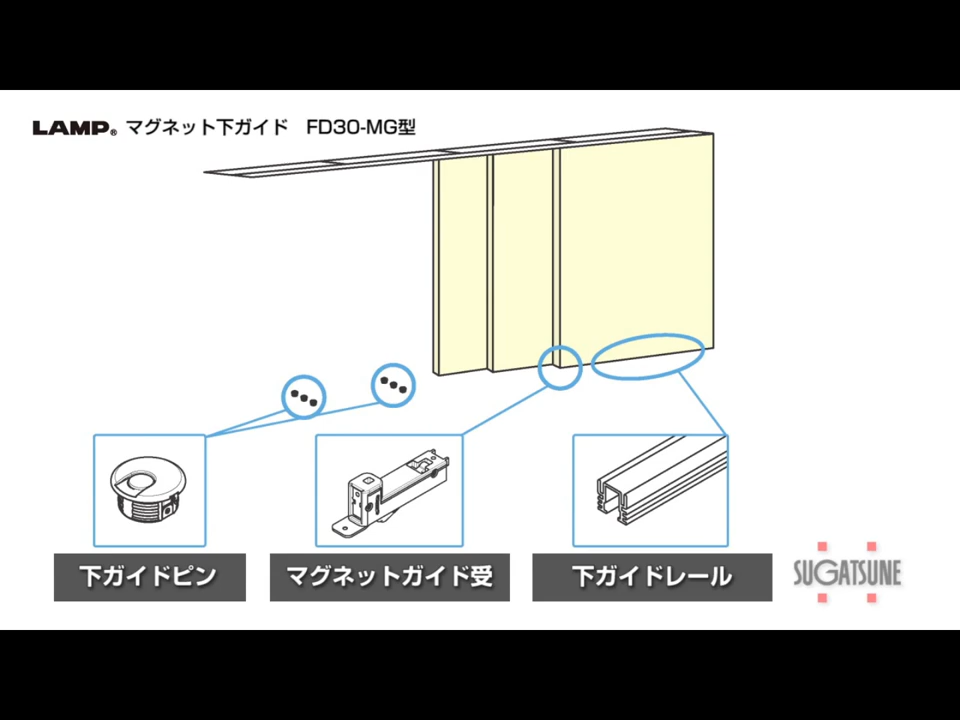 LAMP® マグネット下ガイド FD30-MG型
下ガイドピン
マグネットガイド受
下ガイドレール
SUGATSUNE